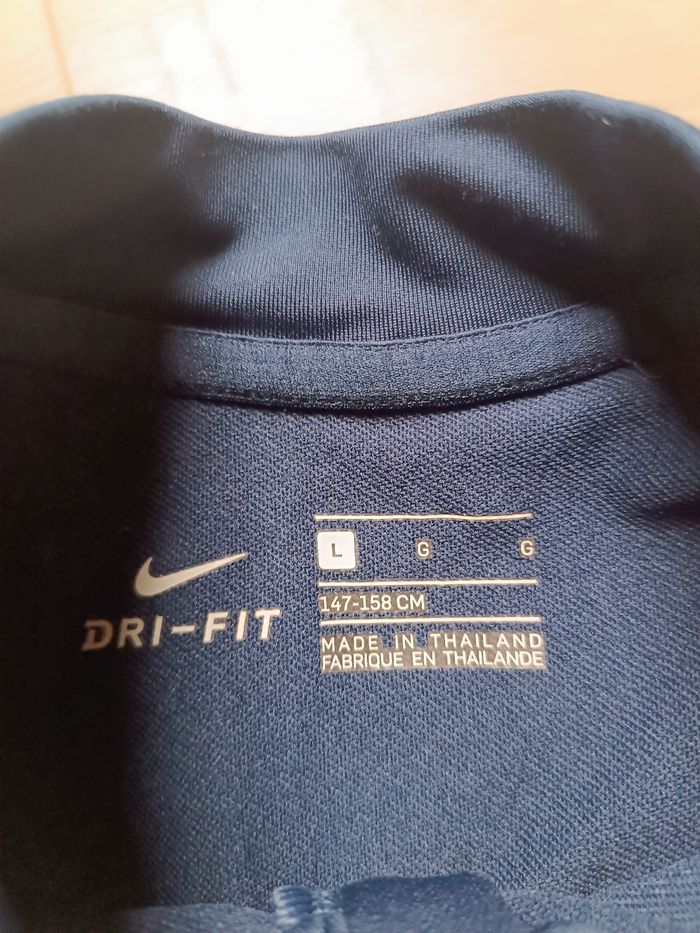 L G G
147-158 CM
DRI-FIT
MADE IN THAILAND
FABRIQUE EN THAILANDE